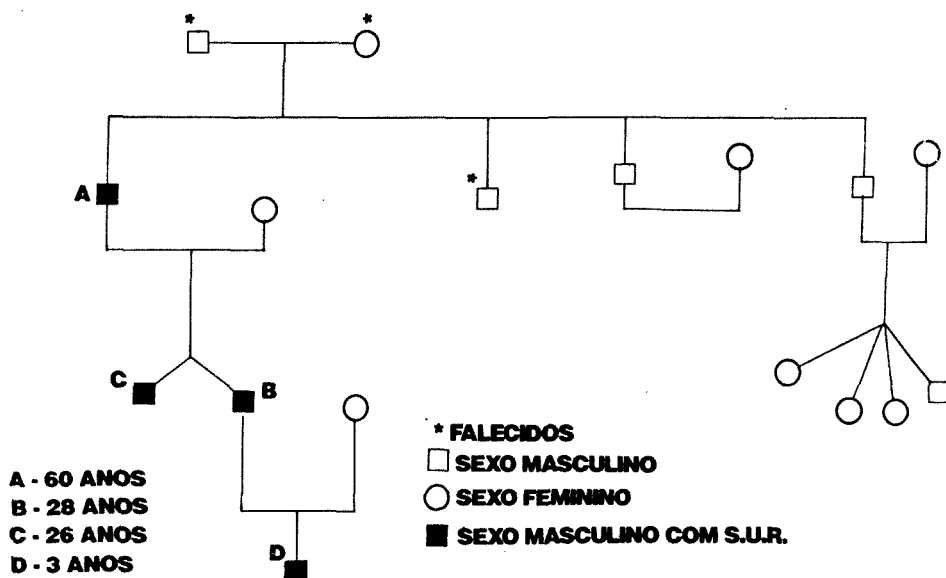 *
*
A
*
C
B
D
A - 60 ANOS
B - 28 ANOS
C - 26 ANOS
D - 3 ANOS
* FALECIDOS
SEXO MASCULINO
SEXO FEMININO
SEXO MASCULINO COM S.U.R.